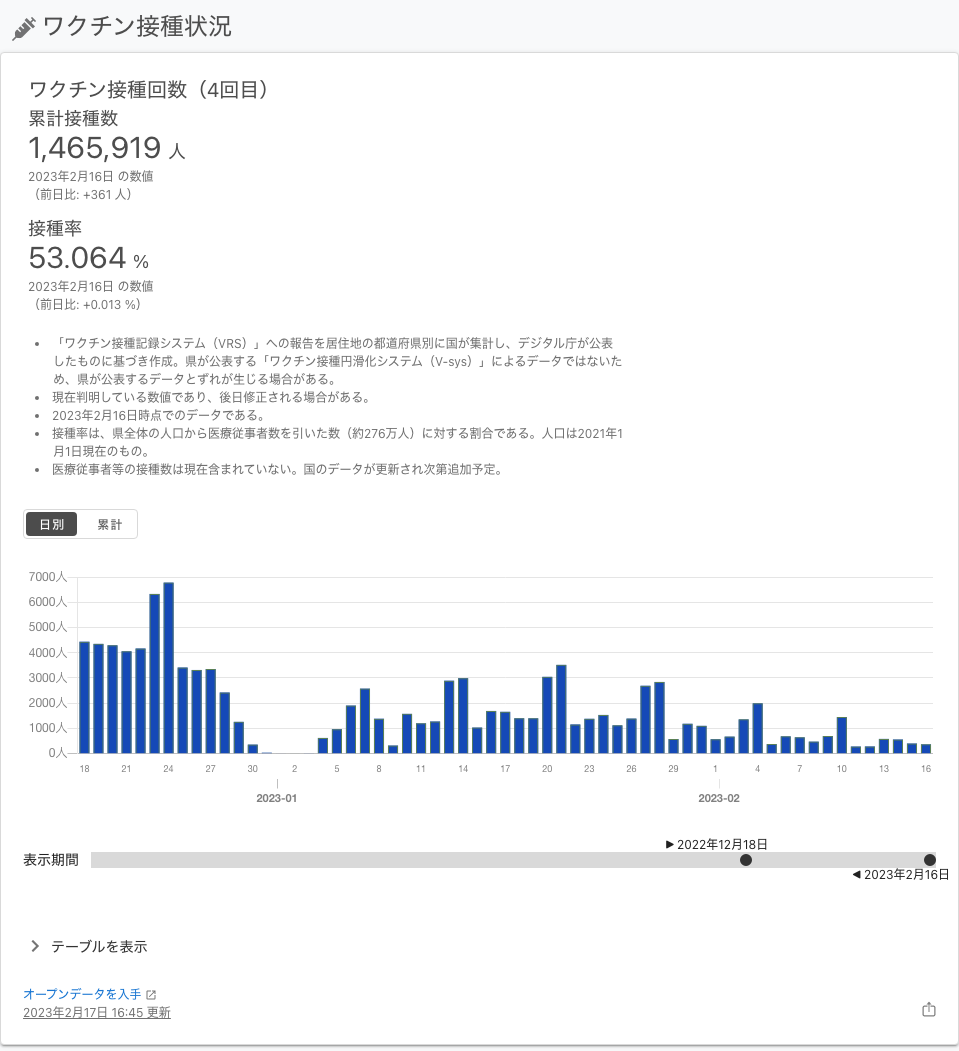 ワクチン接種状況
ワクチン接種回数（4回目）
累計接種数
1,465,919 人
2023年2月16日 の数値
（前日比: +361 人）
接種率
53.064 %
2023年2月16日 の数値
（前日比: +0.013 %）
• 「ワクチン接種記録システム（VRS）」への報告を居住地の都道府県別に国が集計し、デジタル庁が公表
したものに基づき作成。県が公表する「ワクチン接種円滑化システム（V-sys）」によるデータではないた
め、県が公表するデータとずれが生じる場合がある。
• 現在判明している数値であり、後日修正される場合がある。
• 2023年2月16日時点でのデータである。
• 接種率は、県全体の人口から医療従事者数を引いた数（約276万人）に対する割合である。人口は2021年1
月1日現在のもの。
• 医療従事者等の接種数は現在含まれていない。国のデータが更新され次第追加予定。
日別 累計
7000人
6000人
5000人
4000人
3000人
2000人
1000人
0人
18 21 24 27 30 2 5 8 11 14 17 20 23 26 29 1 4 7 10 13 16
2023-01 2023-02
▶ 2022年12月18日
表示期間
◀ 2023年2月16日
テーブルを表示
オープンデータを入手
2023年2月17日 16:45 更新